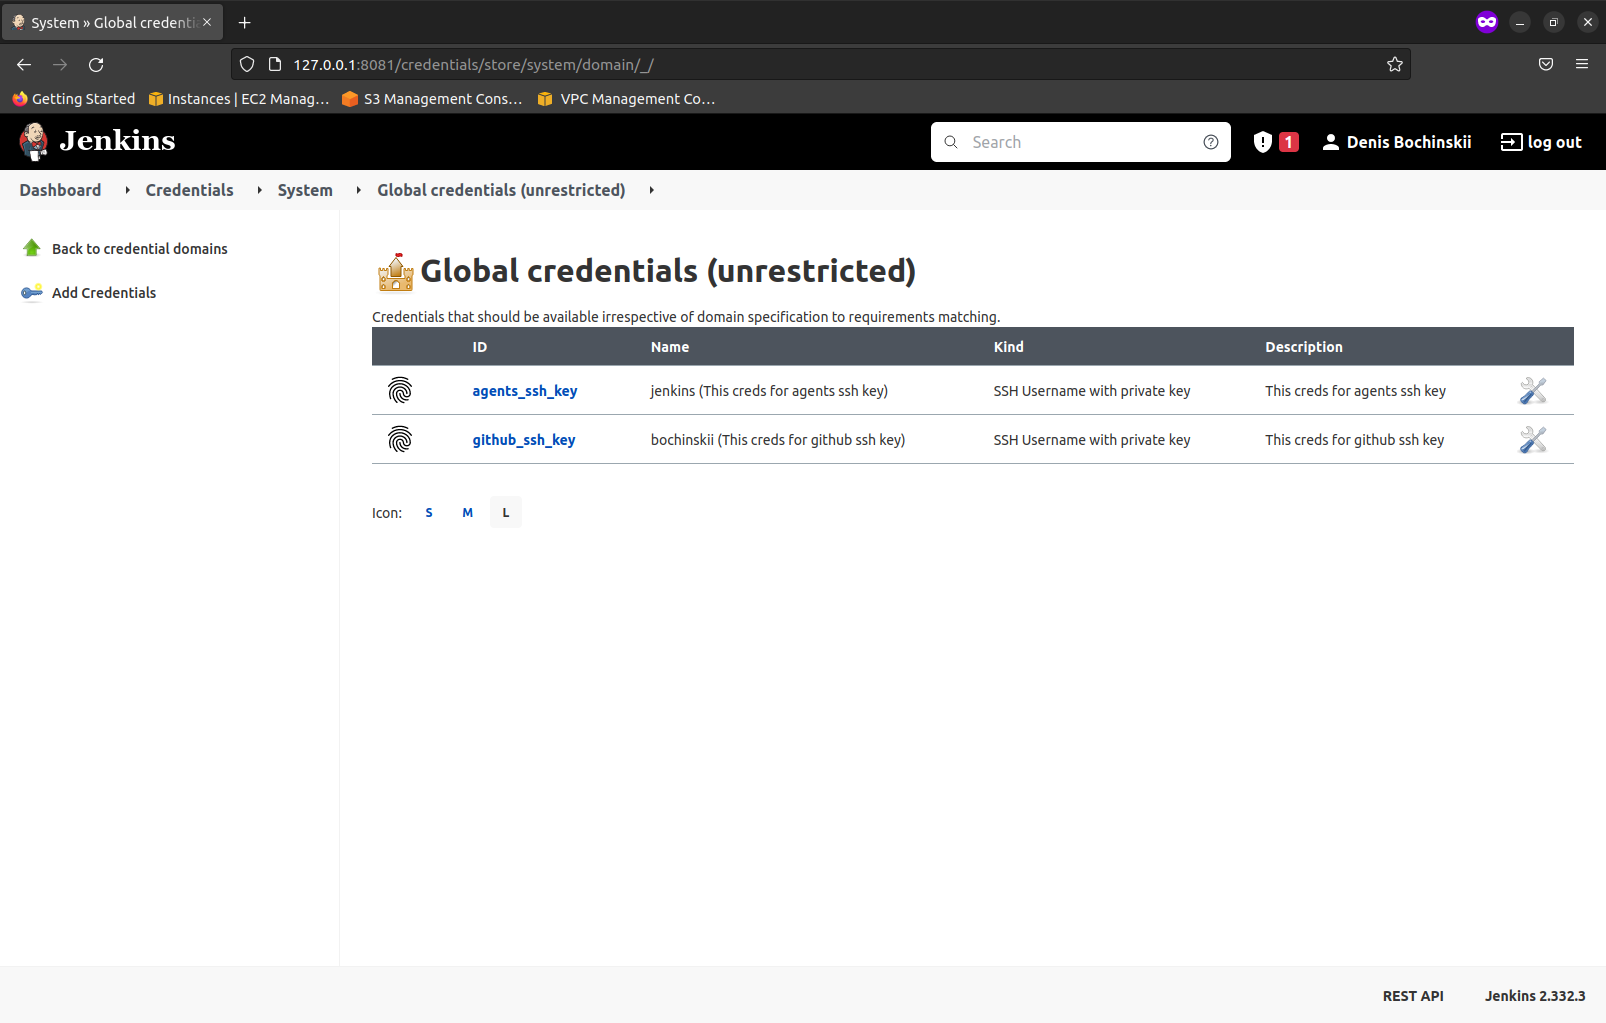 System » Global credenti
127.0.0.1:8081/credentials/store/system/domain/_/
Getting Started Instances | EC2 Manag... S3 Management Cons... VPC Management Co...
Jenkins Search 1 Denis Bochinskii log out
Dashboard Credentials System Global credentials (unrestricted)
Back to credential domains
Add Credentials
Global credentials (unrestricted)
Credentials that should be available irrespective of domain specification to requirements matching.
ID Name Kind Description
agents_ssh_key jenkins (This creds for agents ssh key) SSH Username with private key This creds for agents ssh key
github_ssh_key bochinskii (This creds for github ssh key) SSH Username with private key This creds for github ssh key
Icon: S M L
REST API Jenkins 2.332.3